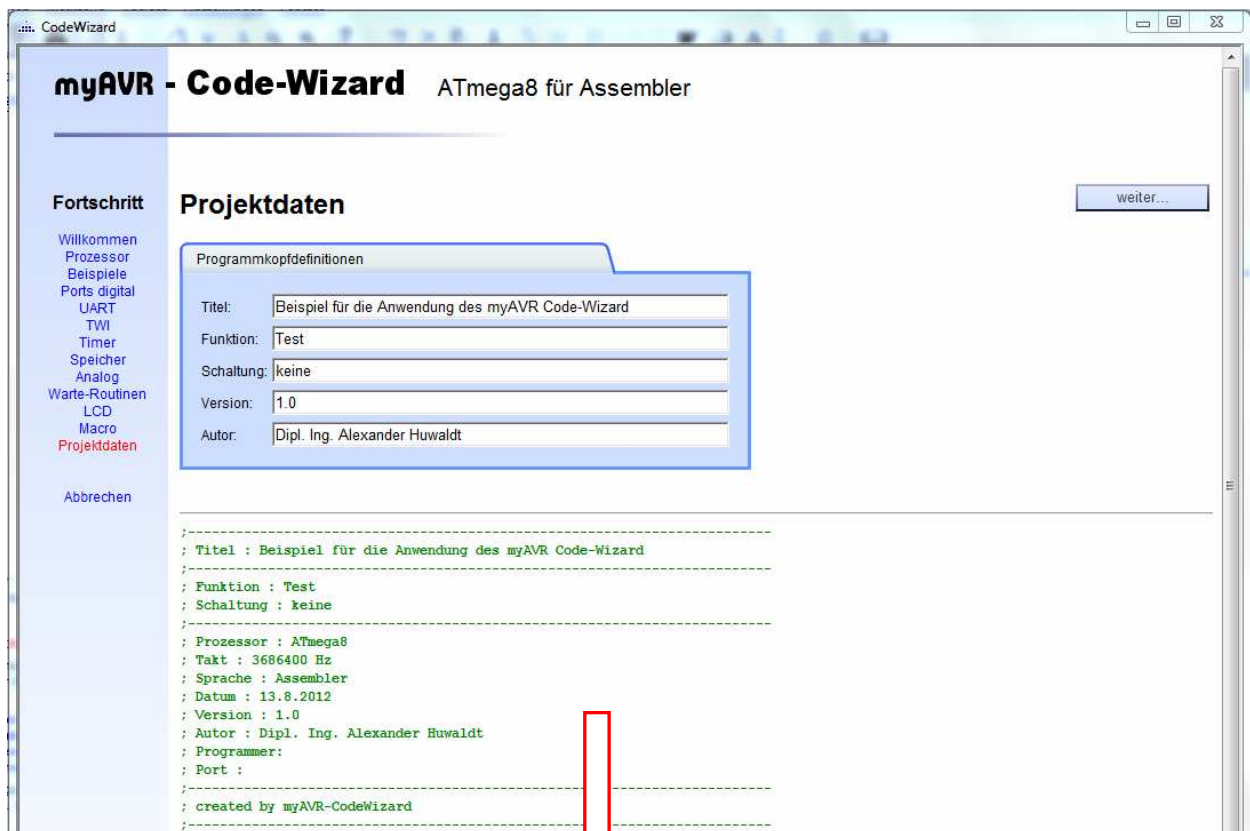 CodeWizard
myAVR - Code-Wizard ATmega8 für Assembler
Fortschritt
Willkommen
Prozessor
Beispiele
Ports digital
UART
TWI
Timer
Speicher
Analog
Warte-Routinen
LCD
Macro
Projektdaten
Abbrechen
Projektdaten
weiter...
Programmkopfdefinitionen
Titel: Beispiel für die Anwendung des myAVR Code-Wizard
Funktion: Test
Schaltung: keine
Version: 1.0
Autor: Dipl. Ing. Alexander Huwaldt
;-----------------------------------------------------------------------
; Titel : Beispiel für die Anwendung des myAVR Code-Wizard
;-----------------------------------------------------------------------
; Funktion : Test
; Schaltung : keine
;-----------------------------------------------------------------------
; Prozessor : ATmega8
; Takt : 3686400 Hz
; Sprache : Assembler
; Datum : 13.8.2012
; Version : 1.0
; Autor : Dipl. Ing. Alexander Huwaldt
; Programmer:
; Port :
;-----------------------------------------------------------------------
; created by myAVR-CodeWizard
;-----------------------------------------------------------------------